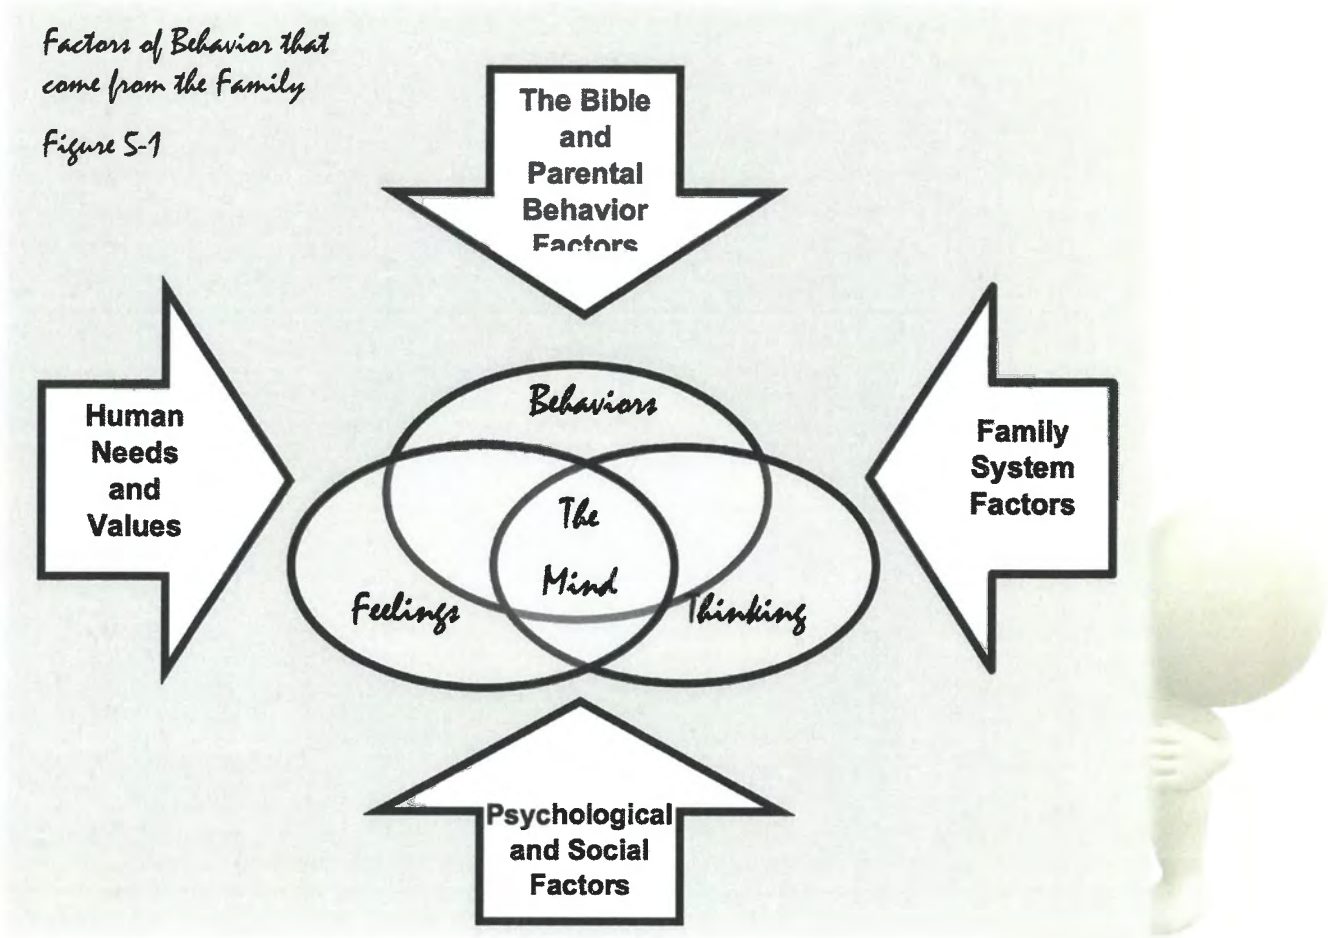 Factors of Behavior that
come from the Family
Figure 5-1
The Bible
and
Parental
Behavior
Factors
Human
Needs
and
Values
Family
System
Factors
Behaviors
The
Mind
Feelings
Thinking
Psychological
and Social
Factors